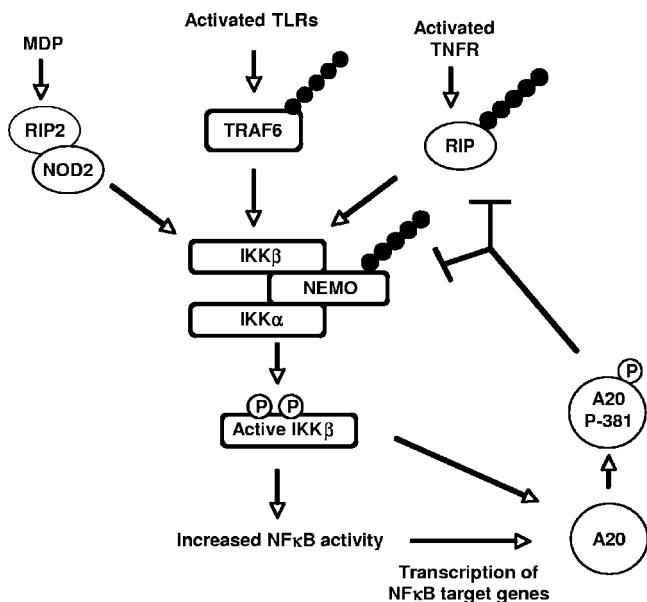 Activated TLRs
MDP
Activated
TNFR
RIP2
NOD2
TRAF6
RIP
IKKβ
NEMO
IKKα
P P
Active IKKβ
P
A20
P-381
Increased NFκB activity
A20
Transcription of
NFκB target genes